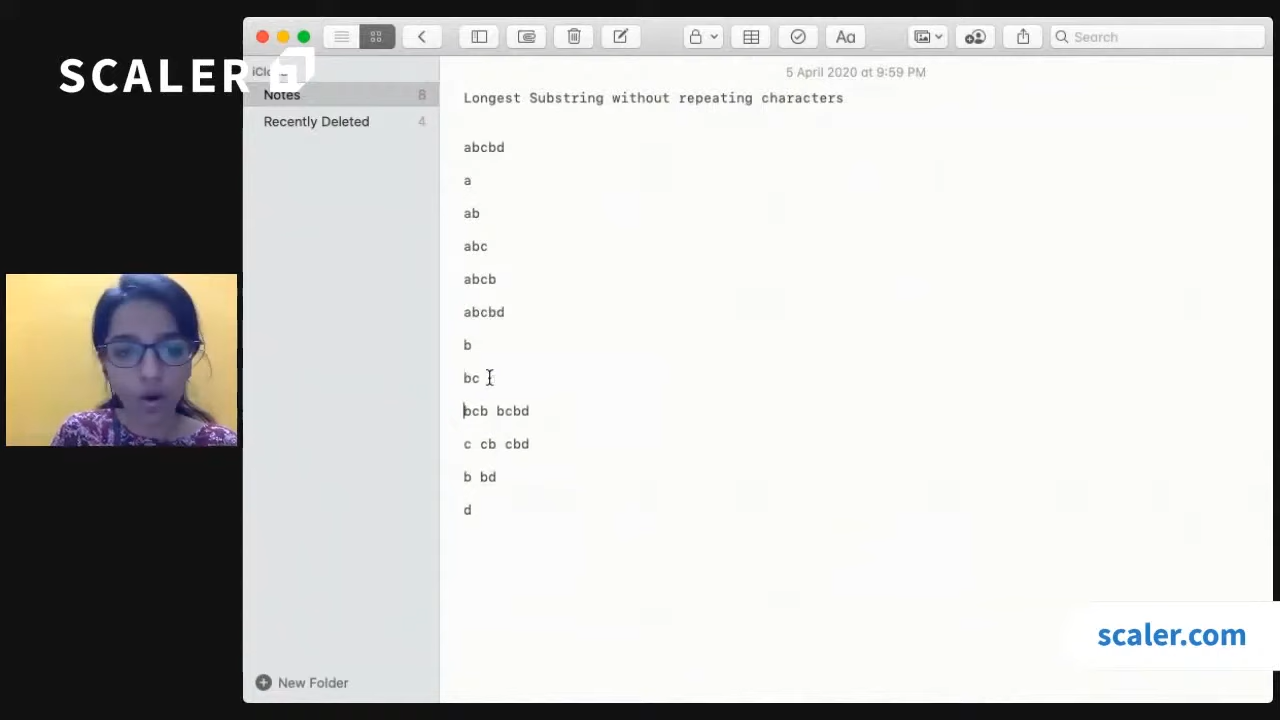 SCALER
Search
5 April 2020 at 9:59 PM
Notes 8
Longest Substring without repeating characters
Recently Deleted 4
abcbd
a
ab
abc
abcb
abcbd
b
bc
bcb bcbd
c cb cbd
b bd
d
scaler.com
New Folder